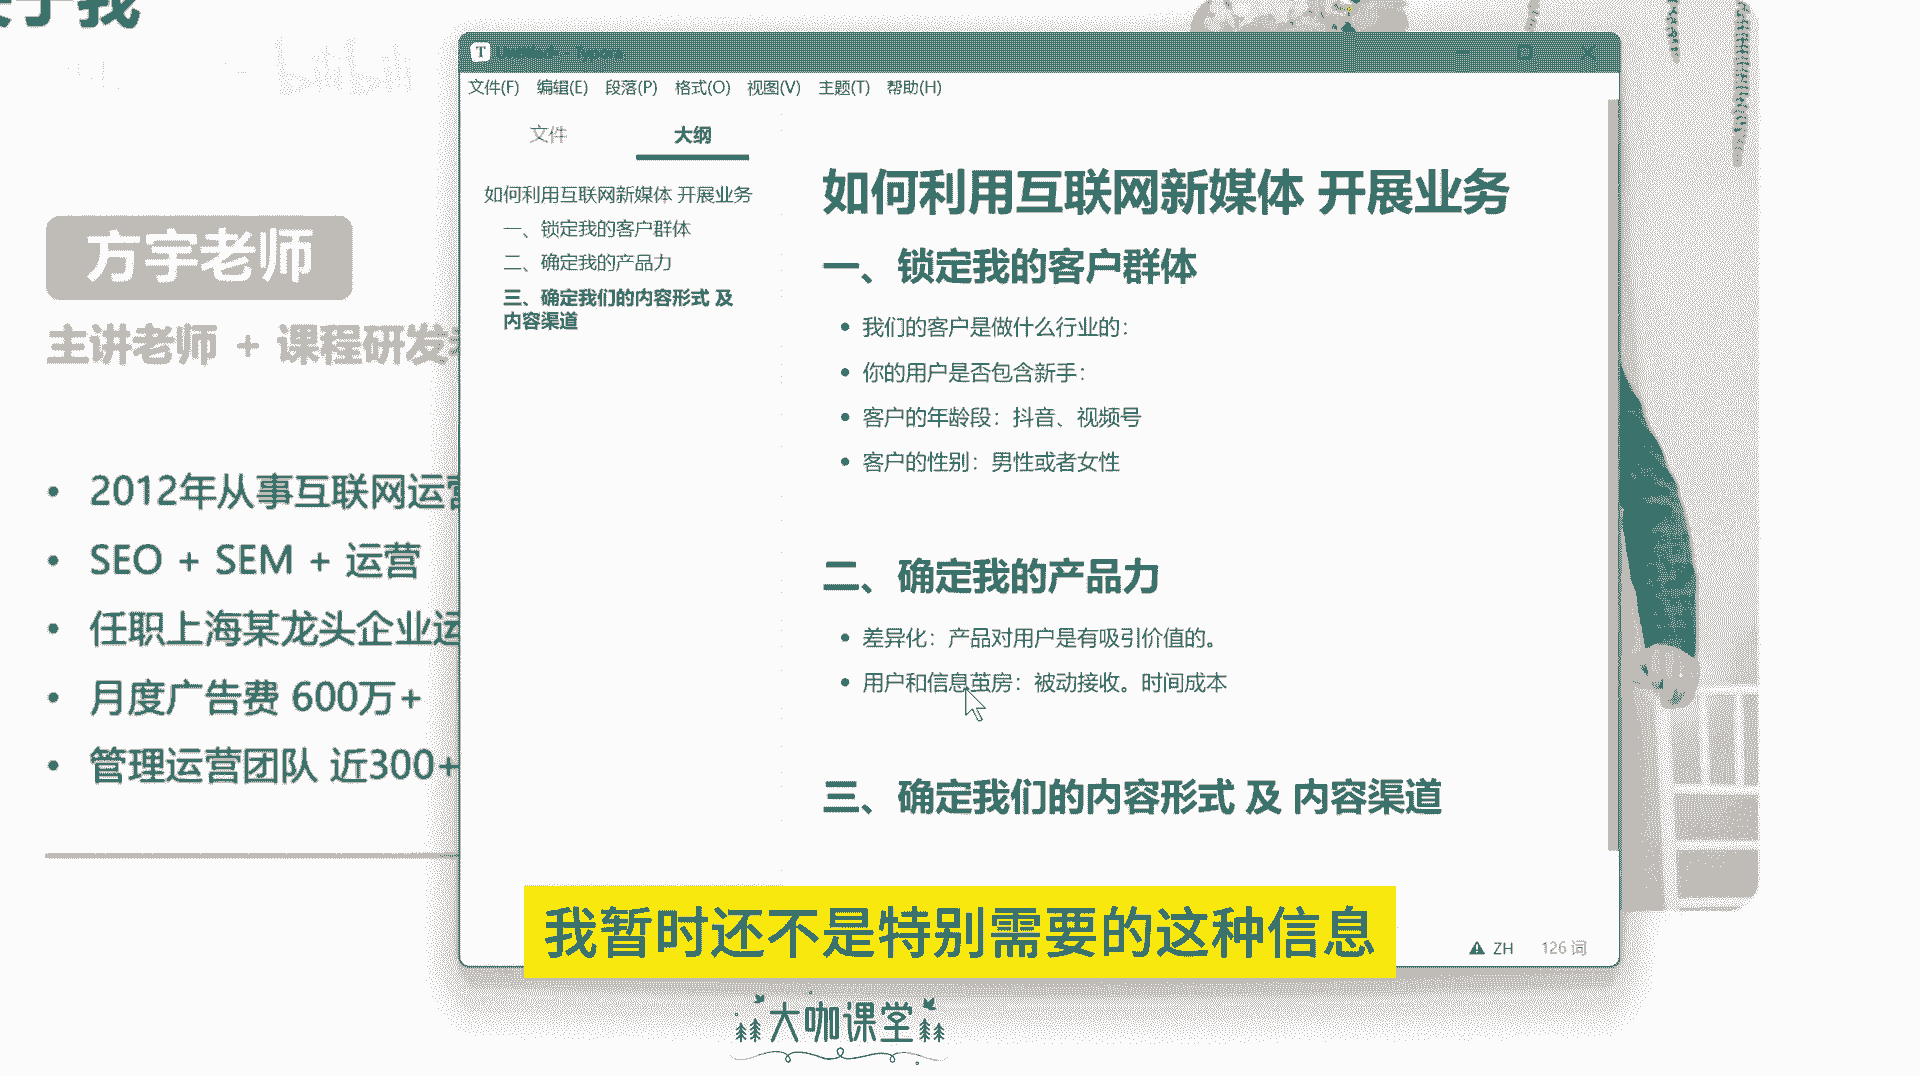 方宇老师
主讲老师 + 课程研发
2012年从事互联网运营
SEO + SEM + 运营
任职上海某龙头企业运
月度广告费 600万+
管理运营团队 近300+
文件(F) 编辑(E) 段落(P) 格式(O) 视图(V) 主题(T) 帮助(H)
文件 大纲
如何利用互联网新媒体 开展业务
一、锁定我的客户群体
二、确定我的产品力
三、确定我们的内容形式 及
内容渠道
如何利用互联网新媒体 开展业务
一、锁定我的客户群体
我们的客户是做什么行业的：
你的用户是否包含新手：
客户的年龄段：抖音、视频号
客户的性别：男性或者女性
二、确定我的产品力
差异化：产品对用户是有吸引价值的。
用户和信息茧房：被动接收。时间成本
三、确定我们的内容形式 及 内容渠道
ZH 126 词
我暂时还不是特别需要的这种信息
大咖课堂